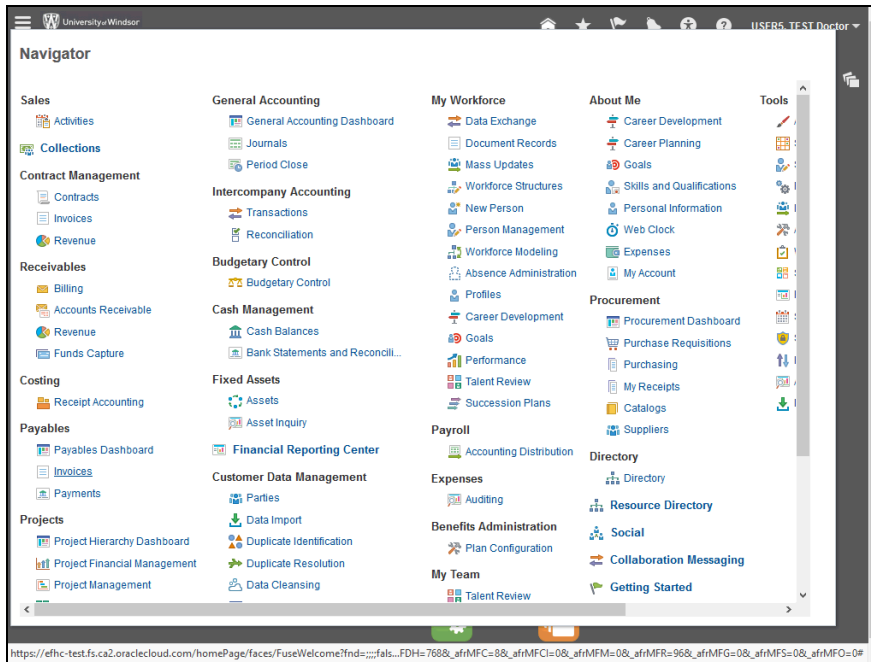 University of Windsor
USER5, TEST Doctor
Navigator
Sales
Activities
Collections
Contract Management
Contracts
Invoices
Revenue
Receivables
Billing
Accounts Receivable
Revenue
Funds Capture
Costing
Receipt Accounting
Payables
Payables Dashboard
Invoices
Payments
Projects
Project Hierarchy Dashboard
Project Financial Management
Project Management
General Accounting
General Accounting Dashboard
Journals
Period Close
Intercompany Accounting
Transactions
Reconciliation
Budgetary Control
Budgetary Control
Cash Management
Cash Balances
Bank Statements and Reconcili...
Fixed Assets
Assets
Asset Inquiry
Financial Reporting Center
Customer Data Management
Parties
Data Import
Duplicate Identification
Duplicate Resolution
Data Cleansing
My Workforce
Data Exchange
Document Records
Mass Updates
Workforce Structures
New Person
Person Management
Workforce Modeling
Absence Administration
Profiles
Career Development
Goals
Performance
Talent Review
Succession Plans
Payroll
Accounting Distribution
Expenses
Auditing
Benefits Administration
Plan Configuration
My Team
Talent Review
About Me
Career Development
Career Planning
Goals
Skills and Qualifications
Personal Information
Web Clock
Expenses
My Account
Procurement
Procurement Dashboard
Purchase Requisitions
Purchasing
My Receipts
Catalogs
Suppliers
Directory
Directory
Resource Directory
Social
Collaboration Messaging
Getting Started
Tools
https://efhc-test.fs.ca2.oraclecloud.com/homePage/faces/FuseWelcome?fnd=;;;;fals...FDH=768&_afrMFC=8&_afrMFCI=0&_afrMFM=0&_afrMFR=96&_afrMFG=0&_afrMFS=0&_afrMFO=0#